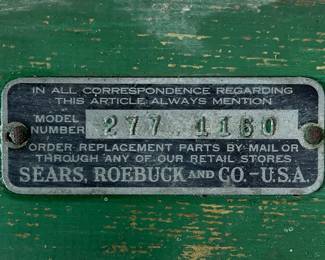 IN ALL CORRESPONDENCE REGARDING
THIS ARTICLE ALWAYS MENTION
MODEL
NUMBER 277 1160
ORDER REPLACEMENT PARTS BY MAIL OR
THROUGH ANY OF OUR RETAIL STORES
SEARS, ROEBUCK AND CO.-U.S.A.